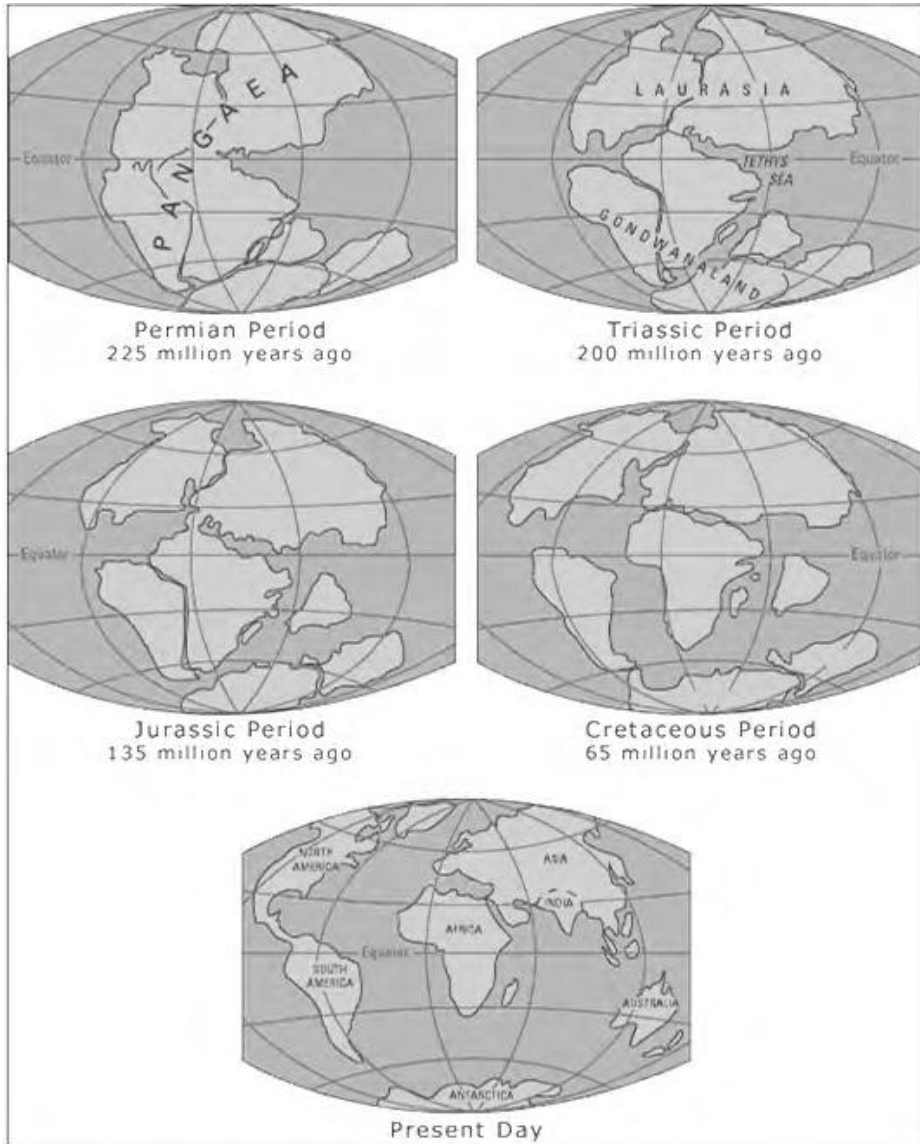 PANGAEA
Equator
Permian Period
225 million years ago
LAURASIA
TETHYS
SEA
Equator
GONDWANALAND
Triassic Period
200 million years ago
Equator
Jurassic Period
135 million years ago
Equator
Cretaceous Period
65 million years ago
NORTH
AMERICA
ASIA
INDIA
AFRICA
Equator
SOUTH
AMERICA
AUSTRALIA
ANTARCTICA
Present Day